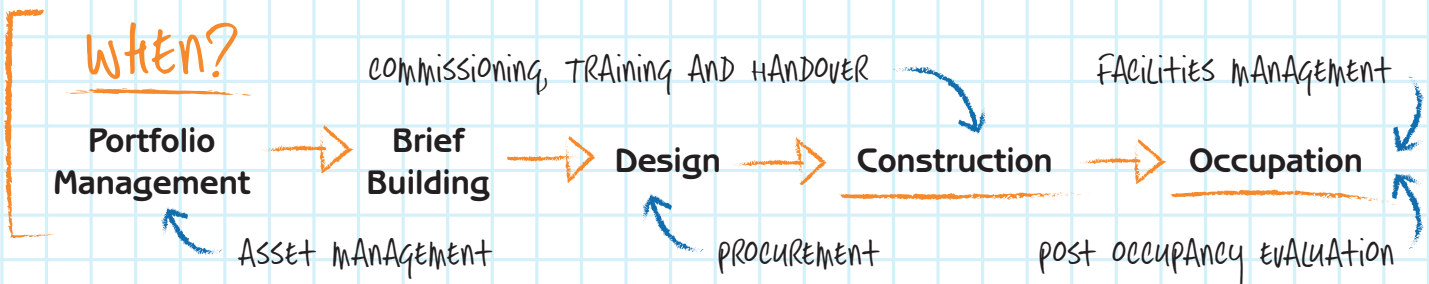 WHEN?
COMMISSIONING, TRAINING AND HANDOVER
FACILITIES MANAGEMENT
Portfolio
Management
Brief
Building
Design
Construction
Occupation
ASSET MANAGEMENT
PROCUREMENT
POST OCCUPANCY EVALUATION